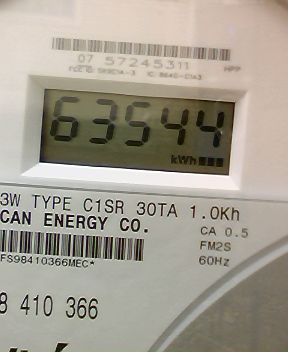 07 57245311 HPP
63544
kWh
3W TYPE C1SR 30TA 1.0Kh
CAN ENERGY CO.
CA 0.5
FM2S
FS98410366MEC*
60Hz
8 410 366